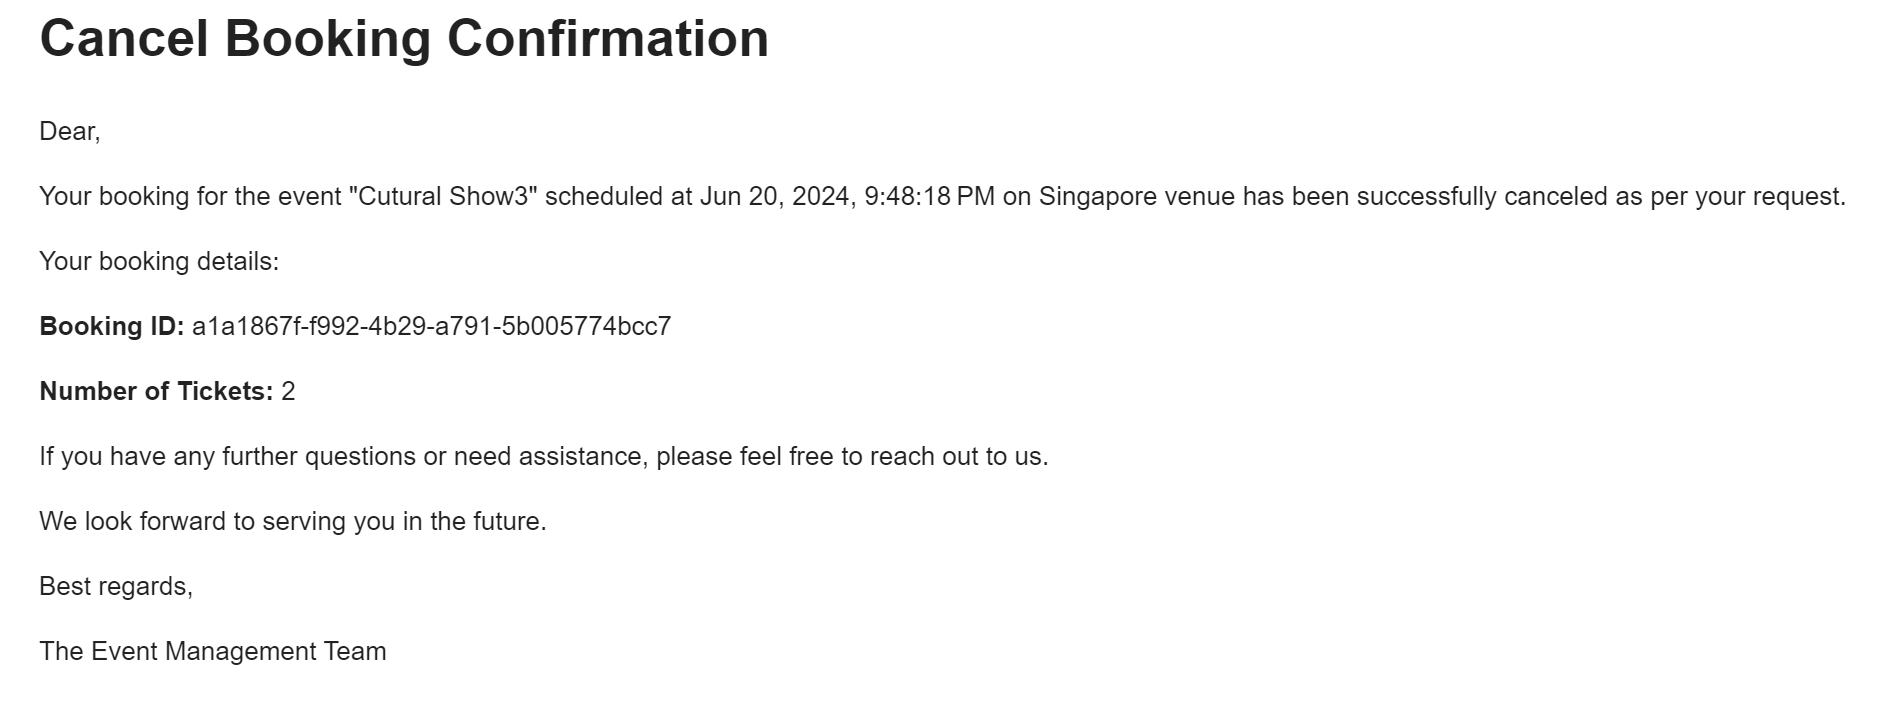 Cancel Booking Confirmation
Dear,
Your booking for the event "Cutural Show3" scheduled at Jun 20, 2024, 9:48:18 PM on Singapore venue has been successfully canceled as per your request.
Your booking details:
Booking ID: a1a1867f-f992-4b29-a791-5b005774bcc7
Number of Tickets: 2
If you have any further questions or need assistance, please feel free to reach out to us.
We look forward to serving you in the future.
Best regards,
The Event Management Team